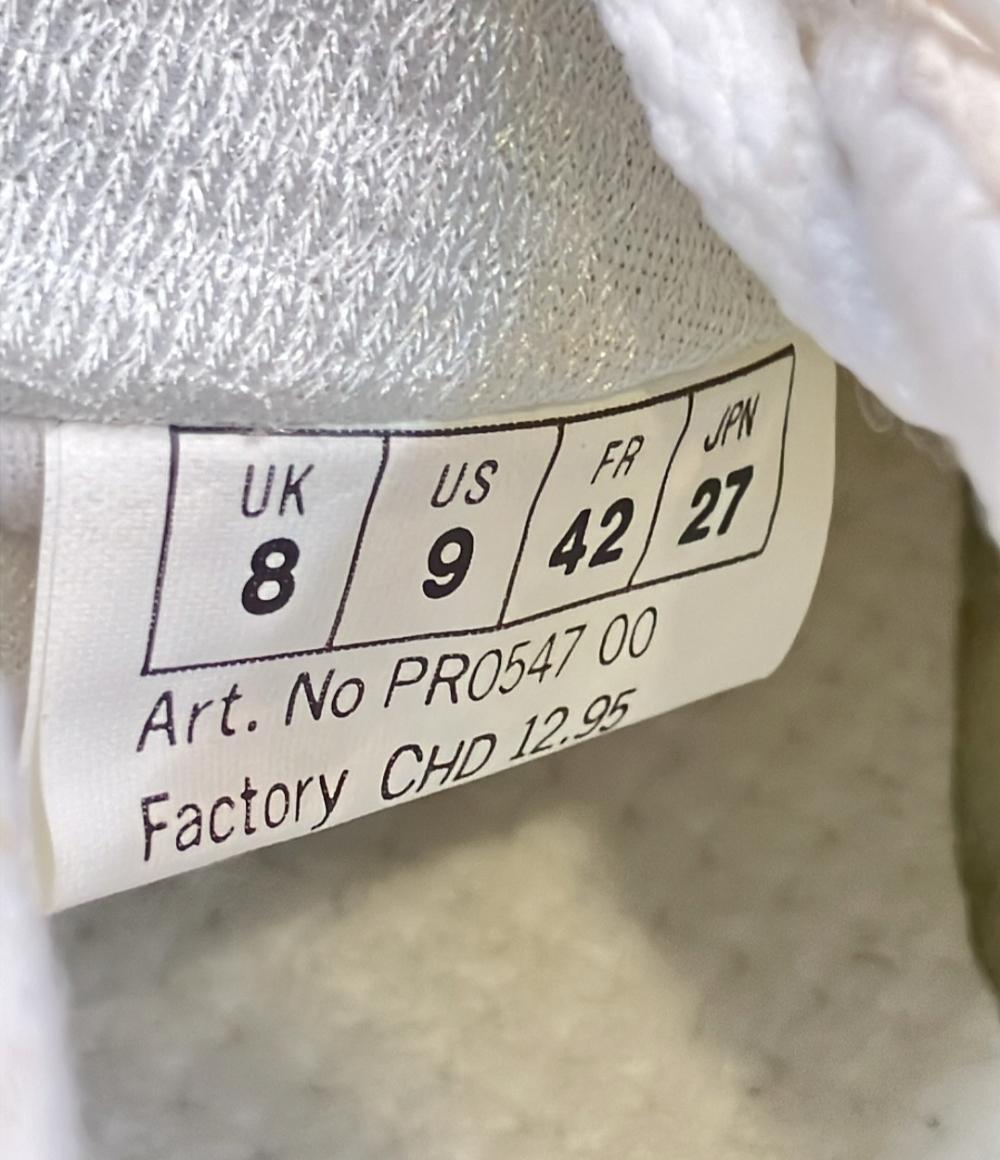 UK US FR JPN
8 9 42 27
Art. No PR0547 00
Factory CHD 12.95